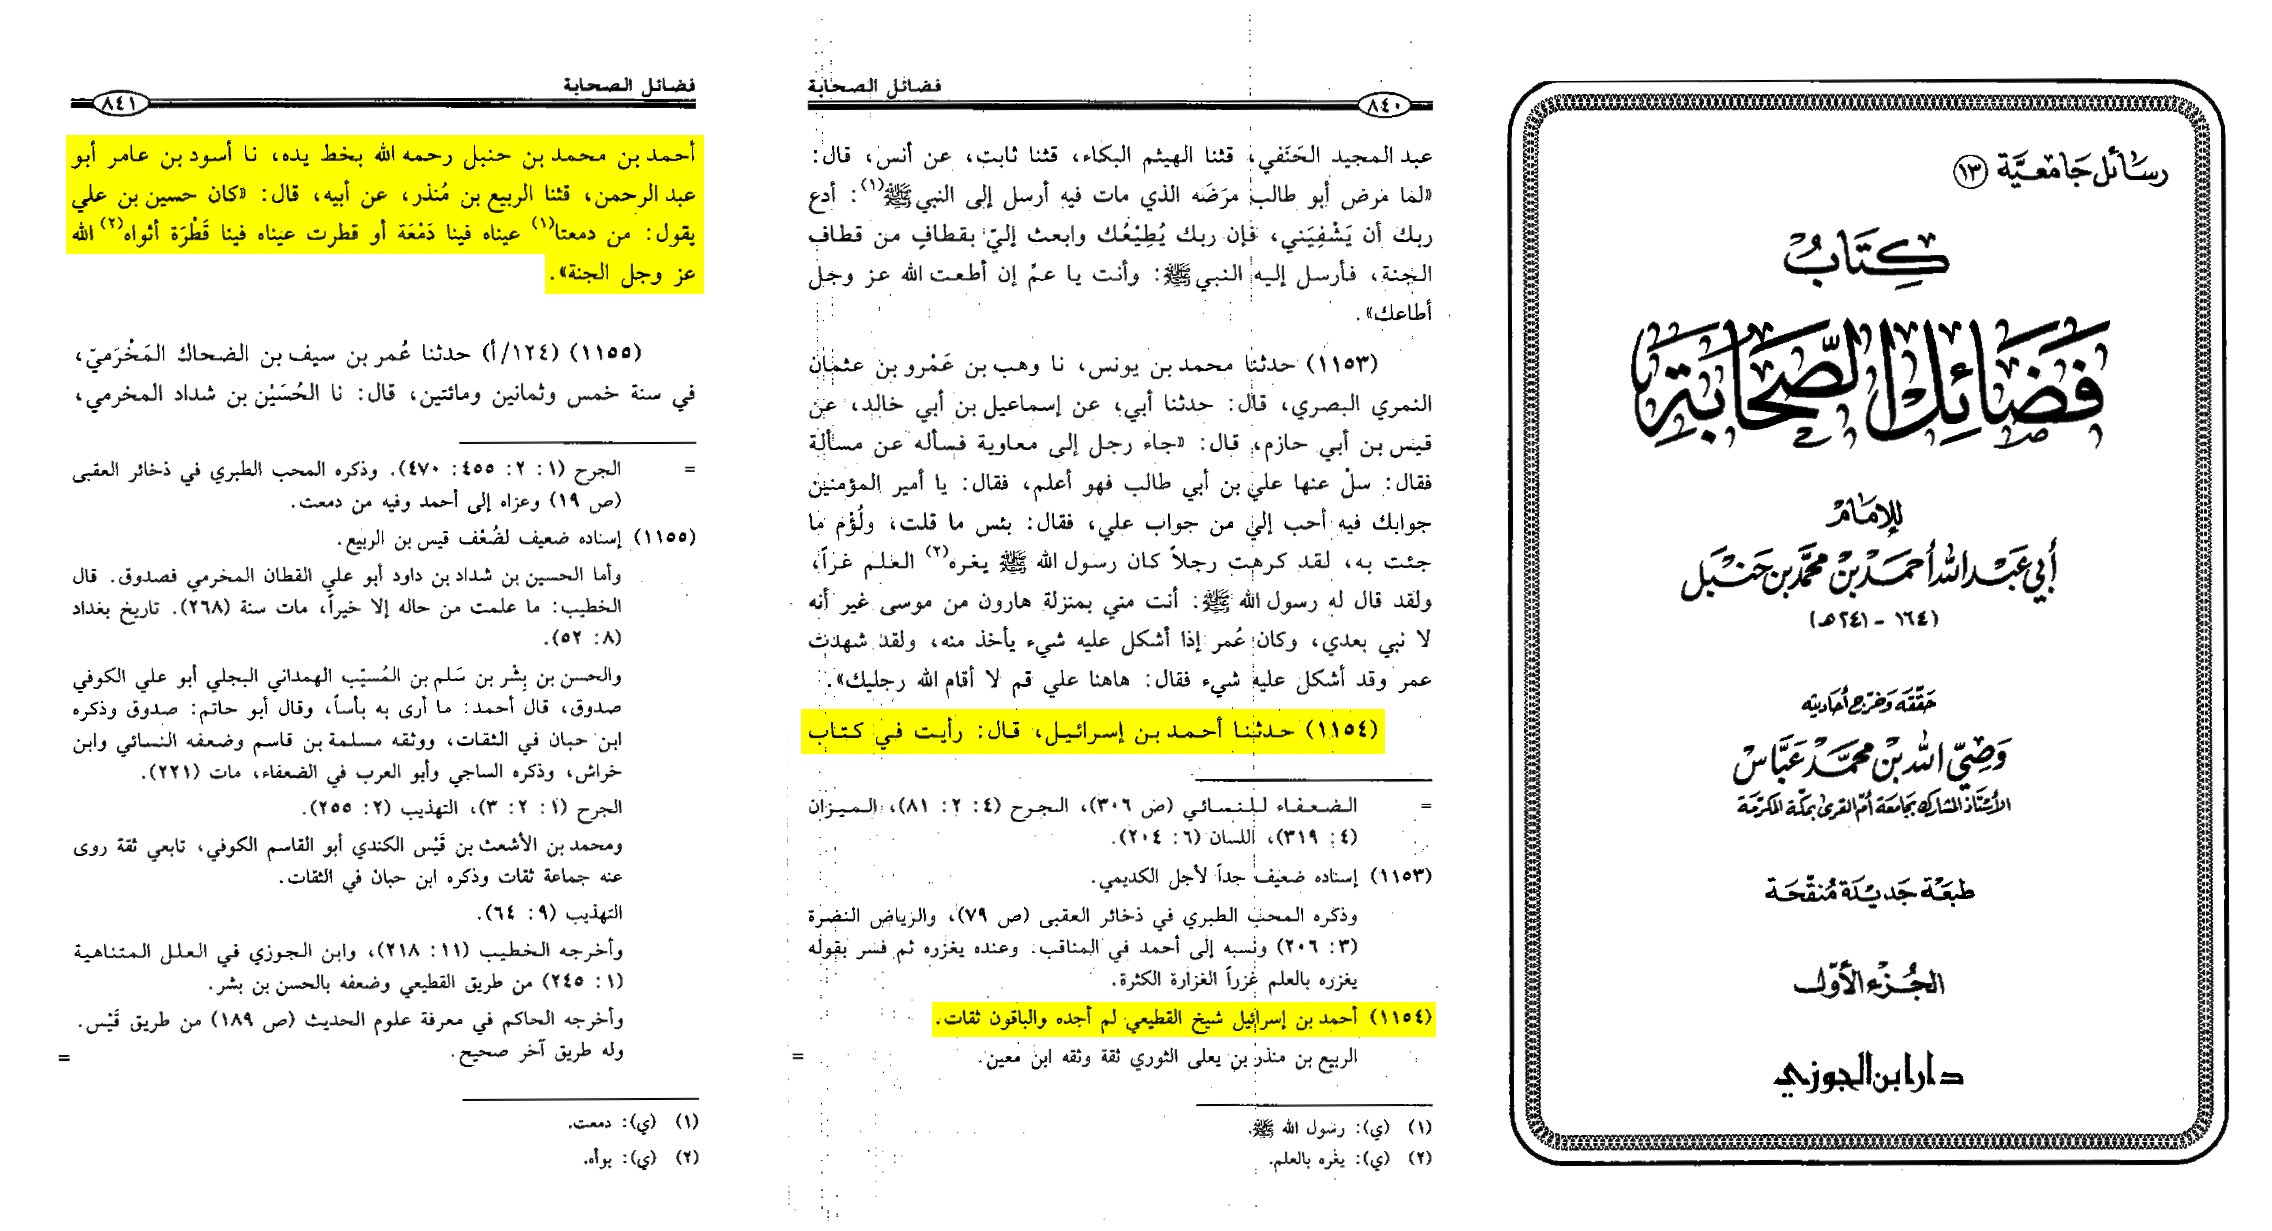 رسائل جامعيّة (١٣)
كتاب
فضائل الصّحابة
للإمام
أبي عبد الله أحمد بن محمّد بن حنبل
(١٦٤ - ٢٤١هـ)
حقّقه وخرج أحاديثه
وصيّ الله بن محمّد عبّاس
الأستاذ المشارك بجامعة أمّ القرى بمكّة المكرّمة
طبعة جديدة منقّحة
الجزء الأوّل
دار ابن الجوزي
فضائل الصحابة
٨٤٠
عبد المجيد الحَنَفي، قثنا الهيثم البكاء، قثنا ثابت، عن أنس، قال:
«لما مرض أبو طالب مرَضَه الذي مات فيه أرسل إلى النبي ﷺ(١): أدع
ربك أن يَشْفِيَني، فإن ربك يُطِيْعُك وابعث إليّ بقطافٍ من قطاف
الجنة، فأرسل إليه النبي ﷺ: وأنت يا عمِّ إن أطعت الله عز وجل
أطاعك».
(١١٥٣) حدثنا محمد بن يونس، نا وهب بن عَمْرو بن عثمان
النمري البصري، قال: حدثنا أبي، عن إسماعيل بن أبي خالد، عن
قيس بن أبي حازم، قال: «جاء رجل إلى معاوية فسأله عن مسألة
فقال: سلْ عنها علي بن أبي طالب فهو أعلم، فقال: يا أمير المؤمنين
جوابك فيه أحب إلي من جواب علي، فقال: بئس ما قلت، ولُؤْم ما
جئت به، لقد كرهت رجلاً كان رسول الله ﷺ يغره(٢) العلم غراً،
ولقد قال له رسول الله ﷺ: أنت مني بمنزلة هارون من موسى غير أنه
لا نبي بعدي، وكان عُمر إذا أشكل عليه شيء يأخذ منه، ولقد شهدت
عمر وقد أشكل عليه شيء فقال: هاهنا علي قم لا أقام الله رجليك».
(١١٥٤) حدثنا أحمد بن إسرائيل، قال: رأيت في كتاب
= الضعفاء للنسائي (ص ٣٠٦)، الجرح (٤: ٢: ٨١)، الميزان
(٤: ٣١٩)، اللسان (٦: ٢٠٤).
(١١٥٣) إسناده ضعيف جداً لأجل الكديمي.
وذكره المحب الطبري في ذخائر العقبى (ص ٧٩)، والرياض النضرة
(٣: ٢٠٦) ونسبه إلى أحمد في المناقب. وعنده يغزره ثم فسر بقوله
يغزره بالعلم غزراً الغزارة الكثرة.
(١١٥٤) أحمد بن إسرائيل شيخ القطيعي لم أجده والباقون ثقات.
الربيع بن منذر بن يعلى الثوري ثقة وثقه ابن معين. =
(١) (ي): رسول الله ﷺ.
(٢) (ي): يغره بالعلم.
فضائل الصحابة
٨٤١
أحمد بن محمد بن حنبل رحمه الله بخط يده، نا أسود بن عامر أبو
عبد الرحمن، قثنا الربيع بن مُنذر، عن أبيه، قال: «كان حسين بن علي
يقول: من دمعتا(١) عيناه فينا دَمْعَة أو قطرت عيناه فينا قَطْرَة أثواه(٢) الله
عز وجل الجنة».
(١١٥٥) (١٢٤/أ) حدثنا عُمر بن سيف بن الضحاك المَخْرَميّ،
في سنة خمس وثمانين ومائتين، قال: نا الحُسَيْن بن شداد المخرمي،
= الجرح (١: ٢: ٤٥٥: ٤٧٠). وذكره المحب الطبري في ذخائر العقبى
(ص ١٩) وعزاه إلى أحمد وفيه من دمعت.
(١١٥٥) إسناده ضعيف لضُعْف قيس بن الربيع.
وأما الحسين بن شداد بن داود أبو علي القطان المخرمي فصدوق. قال
الخطيب: ما علمت من حاله إلا خيراً، مات سنة (٢٦٨). تاريخ بغداد
(٨: ٥٢).
والحسن بن بِشْر بن سَلم بن المُسيّب الهمداني البجلي أبو علي الكوفي
صدوق، قال أحمد: ما أرى به بأساً، وقال أبو حاتم: صدوق وذكره
ابن حبان في الثقات، ووثقه مسلمة بن قاسم وضعفه النسائي وابن
خراش، وذكره الساجي وأبو العرب في الضعفاء، مات (٢٢١).
الجرح (١: ٢: ٣)، التهذيب (٢: ٢٥٥).
ومحمد بن الأشعث بن قَيْس الكندي أبو القاسم الكوفي، تابعي ثقة روى
عنه جماعة ثقات وذكره ابن حبان في الثقات.
التهذيب (٩: ٦٤).
وأخرجه الخطيب (١١: ٢١٨)، وابن الجوزي في العلل المتناهية
(١: ٢٤٥) من طريق القطيعي وضعفه بالحسن بن بشر.
وأخرجه الحاكم في معرفة علوم الحديث (ص ١٨٩) من طريق قَيْس.
وله طريق آخر صحيح. =
(١) (ي): دمعت.
(٢) (ي): بوأه.